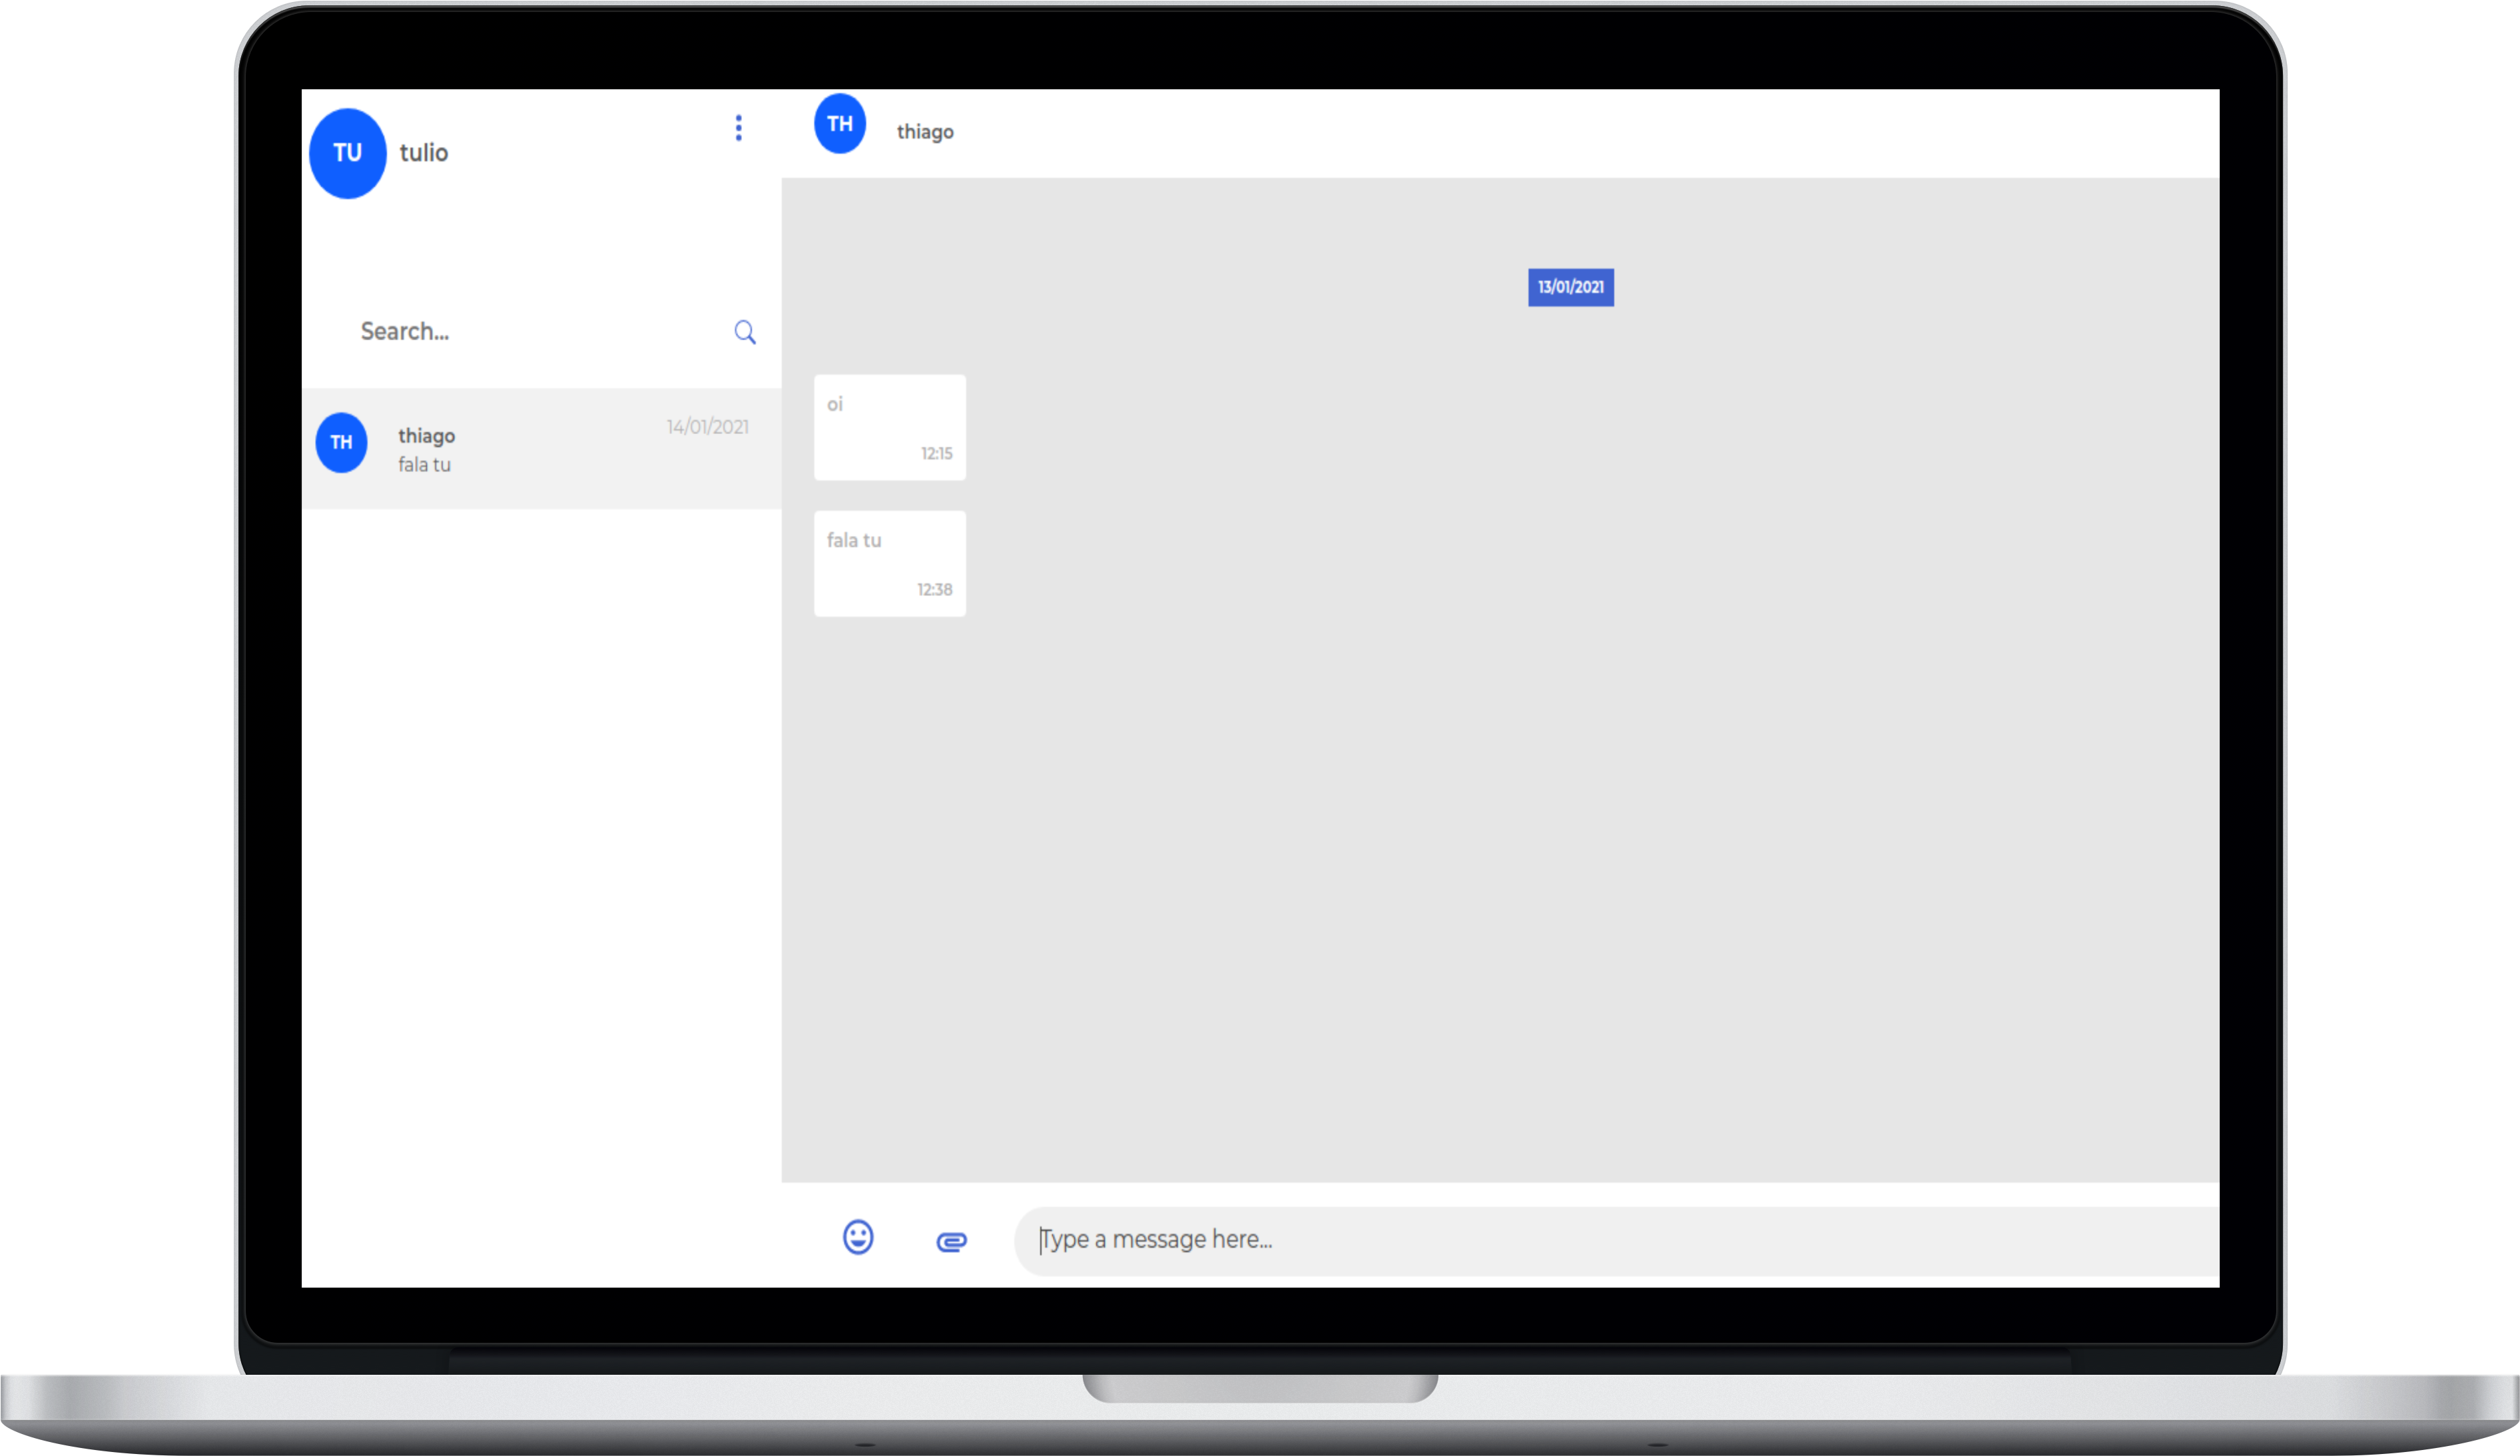 TU
tulio
Search...
TH
thiago
14/01/2021
fala tu
TH
thiago
13/01/2021
oi
12:15
fala tu
12:38
Type a message here...